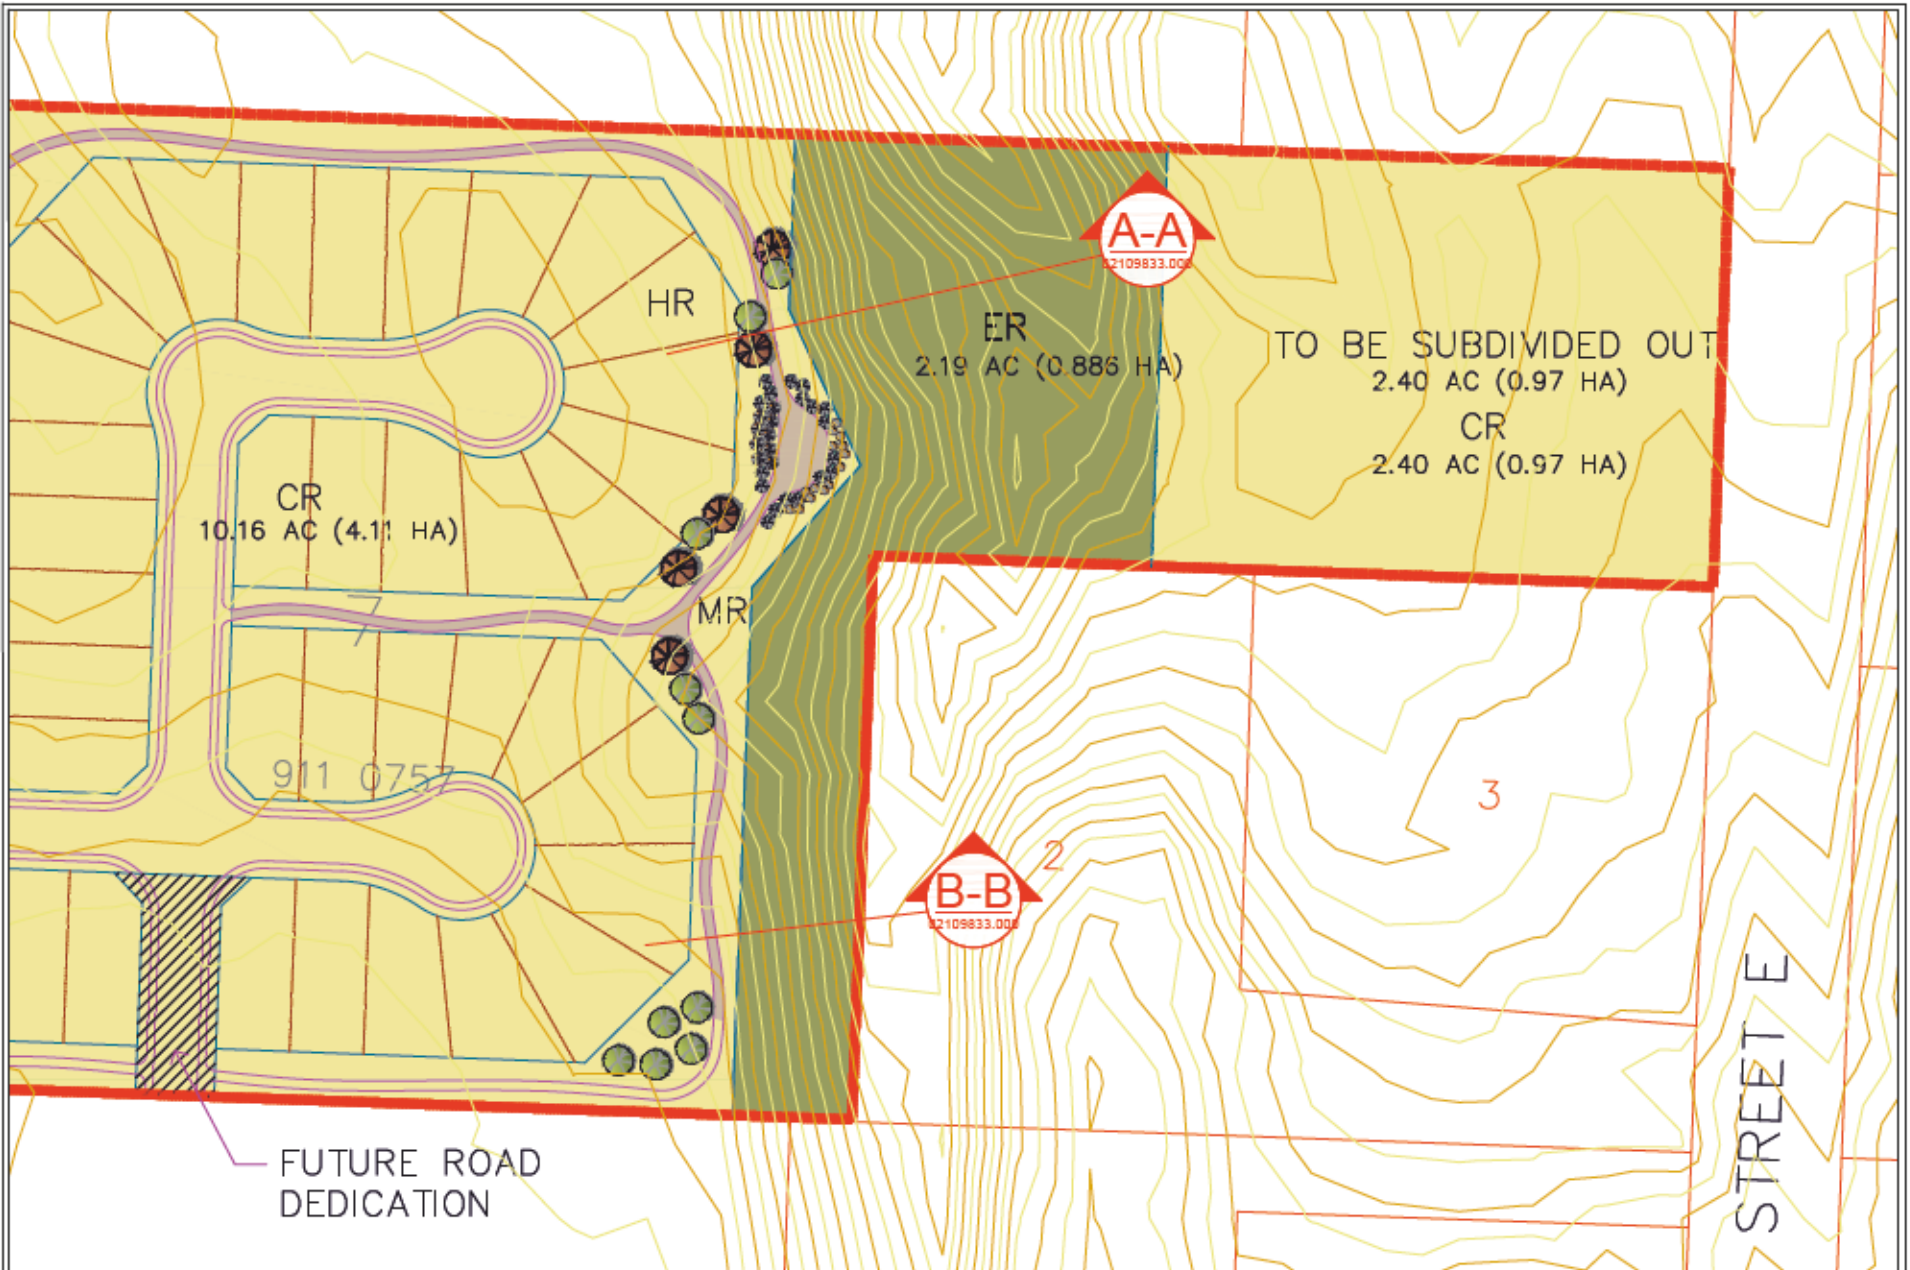 A-A
HR
ER
2.19 AC (0.886 HA)
TO BE SUBDIVIDED OUT
2.40 AC (0.97 HA)
CR
2.40 AC (0.97 HA)
CR
10.16 AC (4.11 HA)
7
MR
911 0757
3
2
B-B
STREET E
FUTURE ROAD
DEDICATION